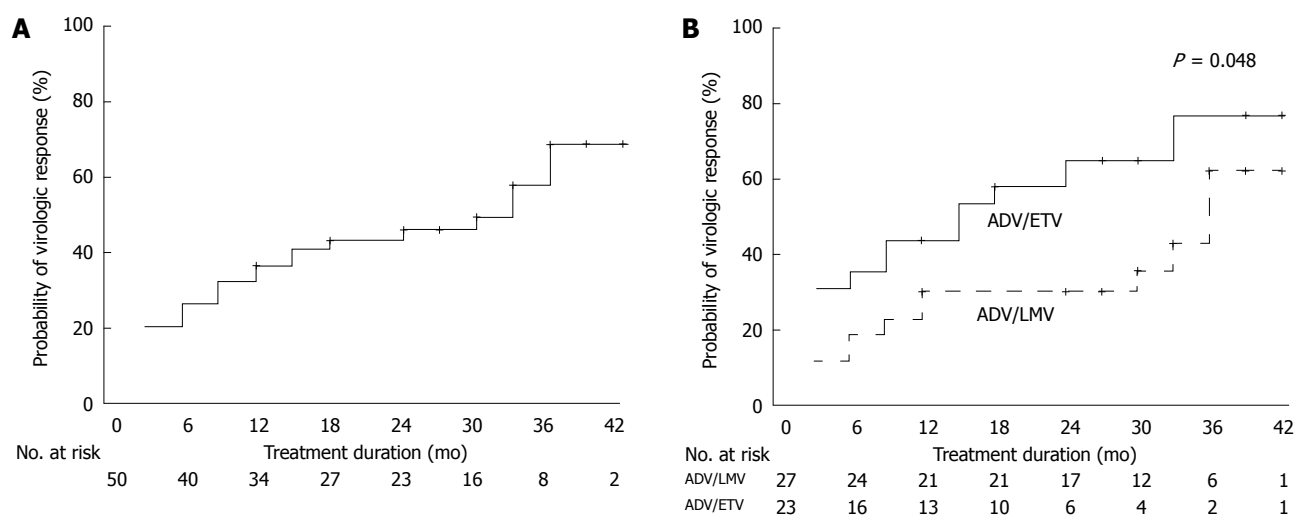 A
Probability of virologic response (%)
100
80
60
40
20
0
0 6 12 18 24 30 36 42
No. at risk Treatment duration (mo)
50 40 34 27 23 16 8 2
B
Probability of virologic response (%)
100
80
60
40
20
0
P = 0.048
ADV/ETV
ADV/LMV
0 6 12 18 24 30 36 42
No. at risk Treatment duration (mo)
ADV/LMV 27 24 21 21 17 12 6 1
ADV/ETV 23 16 13 10 6 4 2 1